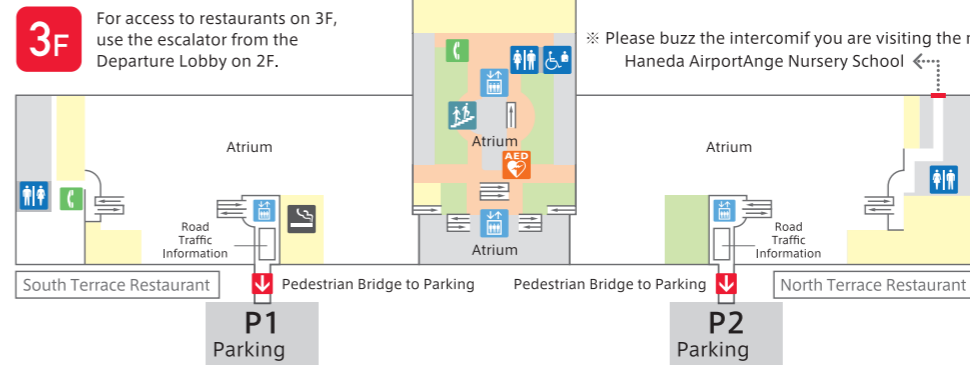 3F
For access to restaurants on 3F,
use the escalator from the
Departure Lobby on 2F.
※ Please buzz the intercomif you are visiting the
Haneda AirportAnge Nursery School
Atrium
Atrium
Atrium
AED
Road
Traffic
Information
Road
Traffic
Information
Atrium
South Terrace Restaurant
Pedestrian Bridge to Parking
Pedestrian Bridge to Parking
North Terrace Restaurant
P1
Parking
P2
Parking